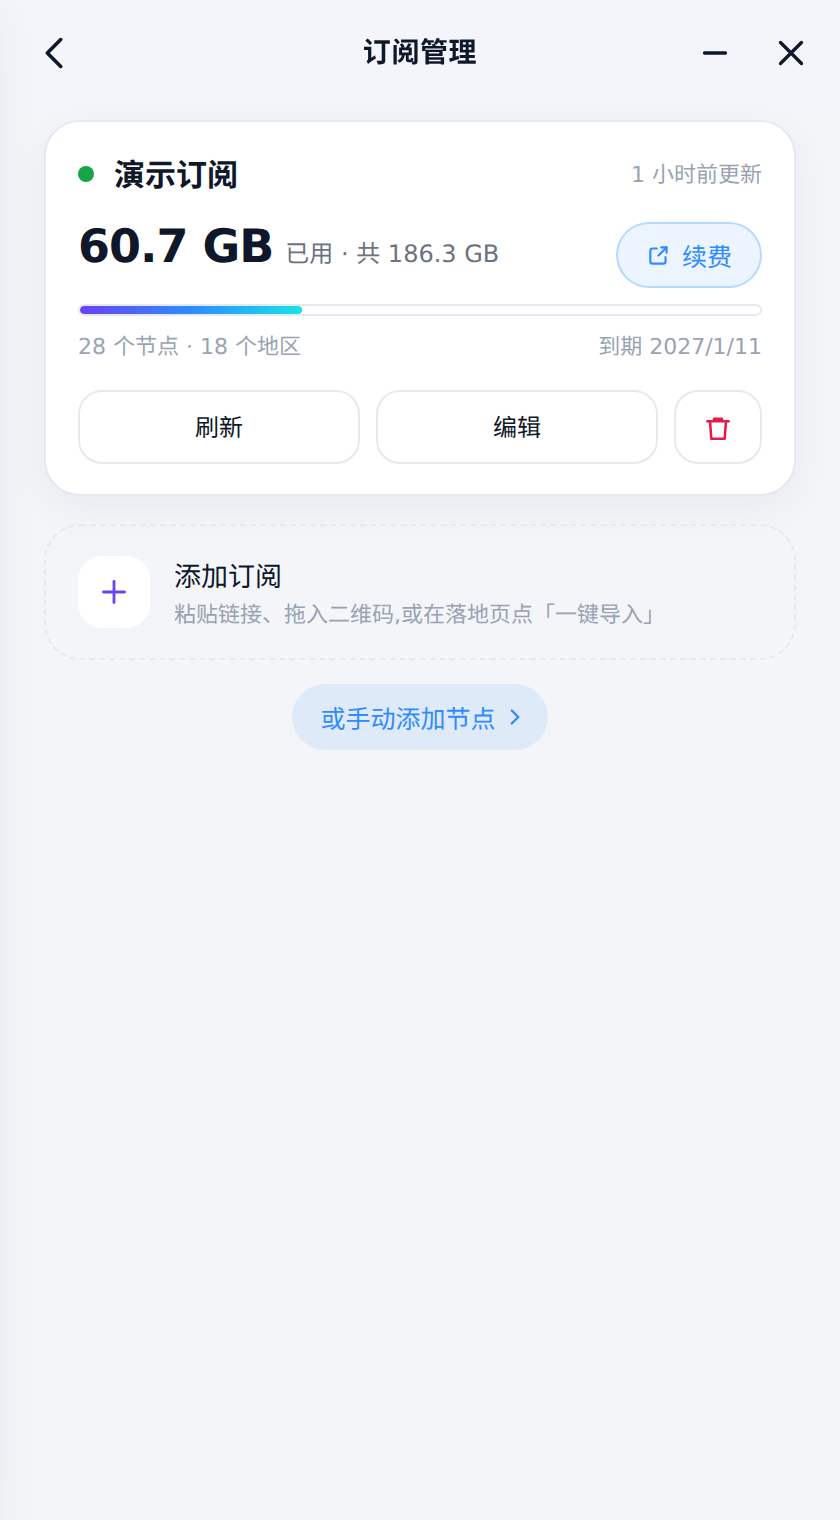 订阅管理
演示订阅
1 小时前更新
60.7 GB 已用 · 共 186.3 GB
续费
28 个节点 · 18 个地区
到期 2027/1/11
刷新
编辑
添加订阅
粘贴链接、拖入二维码,或在落地页点「一键导入」
或手动添加节点